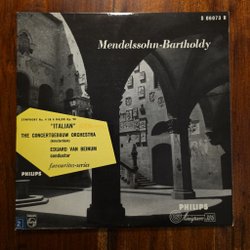 S 06073 R
Mendelssohn-Bartholdy
SYMPHONY No. 4 IN A MAJOR Op. 90
"ITALIAN"
THE CONCERTGEBOUW ORCHESTRA
(Amsterdam)
EDUARD VAN BEINUM
conductor
favourites-series
PHILIPS
PHILIPS